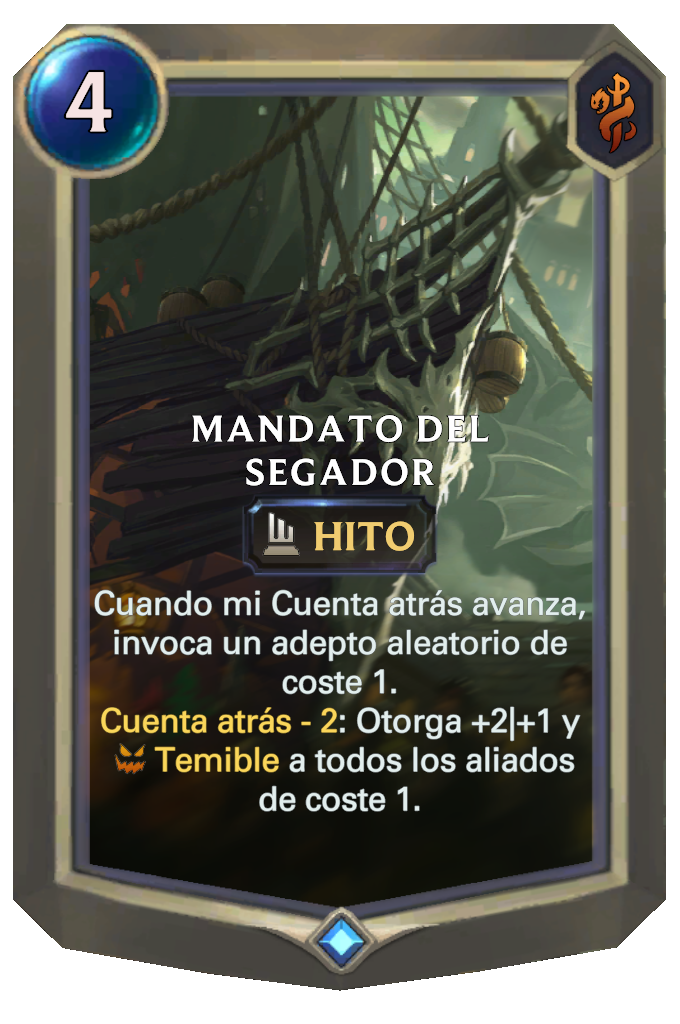 4
MANDATO DEL
SEGADOR
HITO
Cuando mi Cuenta atrás avanza,
invoca un adepto aleatorio de
coste 1.
Cuenta atrás - 2: Otorga +2|+1 y
Temible a todos los aliados
de coste 1.